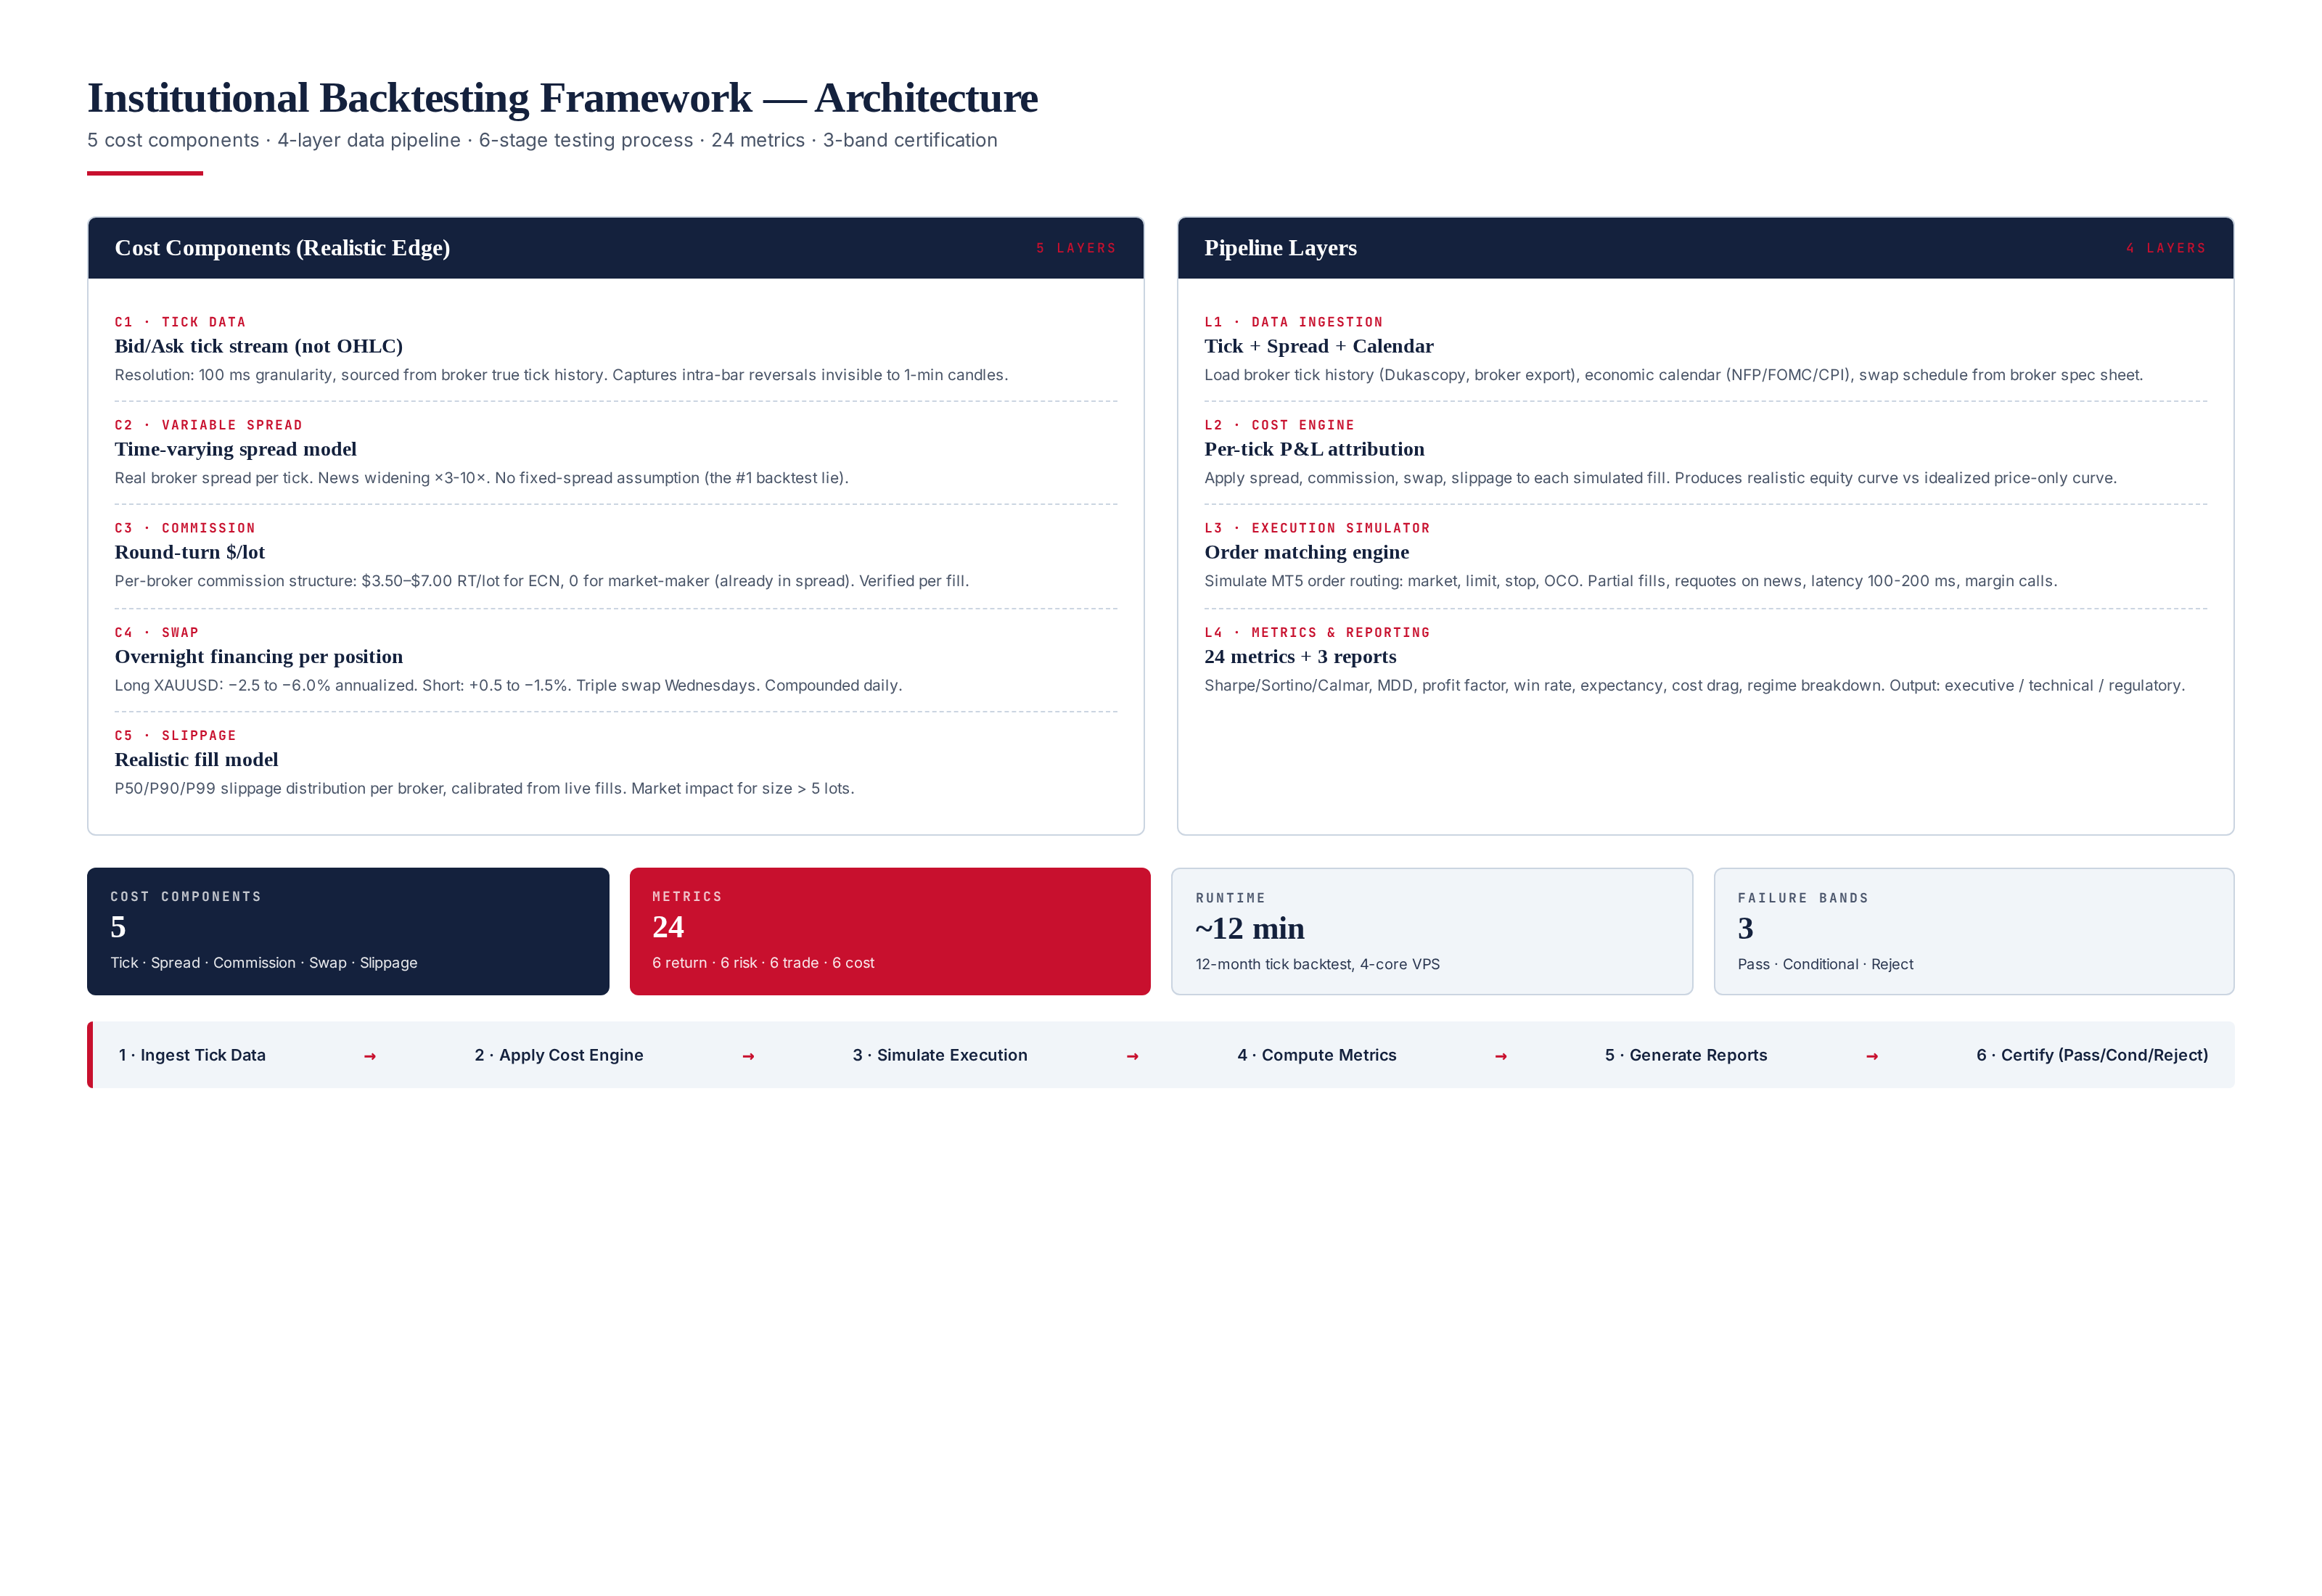 Institutional Backtesting Framework — Architecture
5 cost components · 4-layer data pipeline · 6-stage testing process · 24 metrics · 3-band certification
Cost Components (Realistic Edge)
5 LAYERS
C1 · TICK DATA
Bid/Ask tick stream (not OHLC)
Resolution: 100 ms granularity, sourced from broker true tick history. Captures intra-bar reversals invisible to 1-min candles.
C2 · VARIABLE SPREAD
Time-varying spread model
Real broker spread per tick. News widening ×3-10×. No fixed-spread assumption (the #1 backtest lie).
C3 · COMMISSION
Round-turn $/lot
Per-broker commission structure: $3.50–$7.00 RT/lot for ECN, 0 for market-maker (already in spread). Verified per fill.
C4 · SWAP
Overnight financing per position
Long XAUUSD: −2.5 to −6.0% annualized. Short: +0.5 to −1.5%. Triple swap Wednesdays. Compounded daily.
C5 · SLIPPAGE
Realistic fill model
P50/P90/P99 slippage distribution per broker, calibrated from live fills. Market impact for size > 5 lots.
Pipeline Layers
4 LAYERS
L1 · DATA INGESTION
Tick + Spread + Calendar
Load broker tick history (Dukascopy, broker export), economic calendar (NFP/FOMC/CPI), swap schedule from broker spec sheet.
L2 · COST ENGINE
Per-tick P&L attribution
Apply spread, commission, swap, slippage to each simulated fill. Produces realistic equity curve vs idealized price-only curve.
L3 · EXECUTION SIMULATOR
Order matching engine
Simulate MT5 order routing: market, limit, stop, OCO. Partial fills, requotes on news, latency 100-200 ms, margin calls.
L4 · METRICS & REPORTING
24 metrics + 3 reports
Sharpe/Sortino/Calmar, MDD, profit factor, win rate, expectancy, cost drag, regime breakdown. Output: executive / technical / regulatory.
COST COMPONENTS
5
Tick · Spread · Commission · Swap · Slippage
METRICS
24
6 return · 6 risk · 6 trade · 6 cost
RUNTIME
~12 min
12-month tick backtest, 4-core VPS
FAILURE BANDS
3
Pass · Conditional · Reject
1 · Ingest Tick Data → 2 · Apply Cost Engine → 3 · Simulate Execution → 4 · Compute Metrics → 5 · Generate Reports → 6 · Certify (Pass/Cond/Reject)